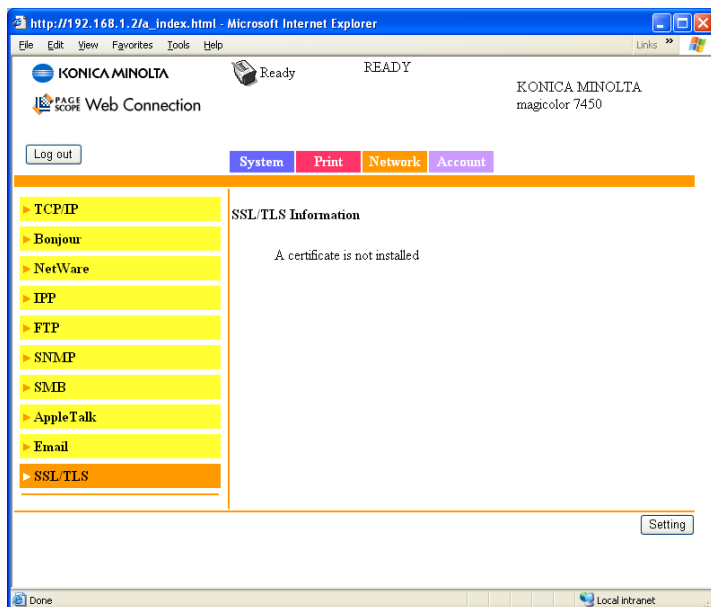 http://192.168.1.2/a_index.html - Microsoft Internet Explorer
File Edit View Favorites Tools Help Links »
KONICA MINOLTA
Ready
READY
KONICA MINOLTA
magicolor 7450
PAGE SCOPE Web Connection
Log out
System Print Network Account
TCP/IP
Bonjour
NetWare
IPP
FTP
SNMP
SMB
AppleTalk
Email
SSL/TLS
SSL/TLS Information
A certificate is not installed
Setting
Done
Local intranet